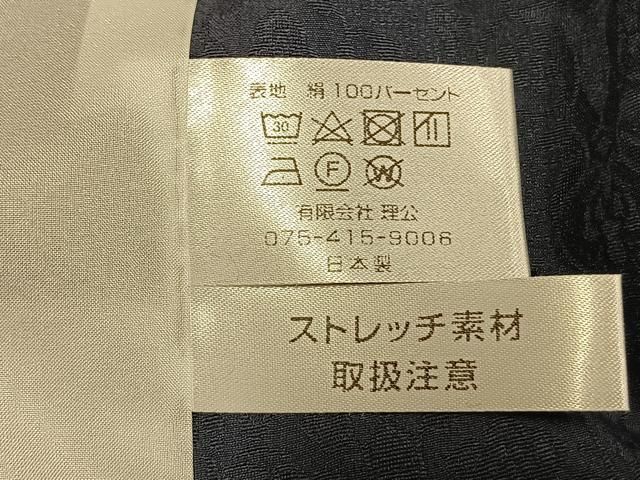 表地 絹100パーセント
30
F W
有限会社 理公
075-415-9006
日本製
ストレッチ素材
取扱注意